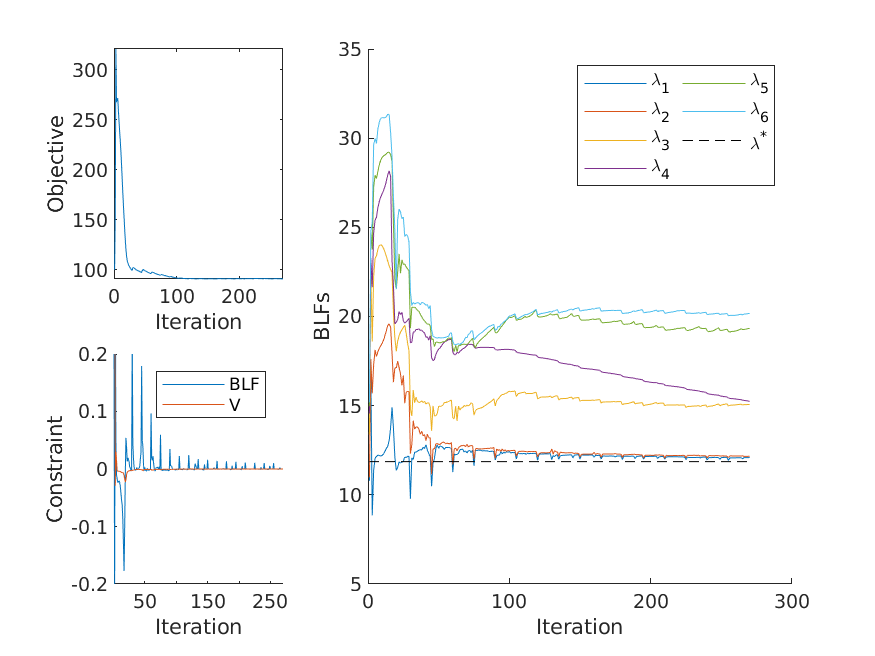 300
250
200
150
100
Objective
0
100
200
Iteration
0.2
0.1
0
-0.1
-0.2
Constraint
BLF
V
50
150
250
Iteration
35
30
25
20
15
10
5
BLFs
λ1
λ2
λ3
λ4
λ5
λ6
λ*
0
100
200
300
Iteration